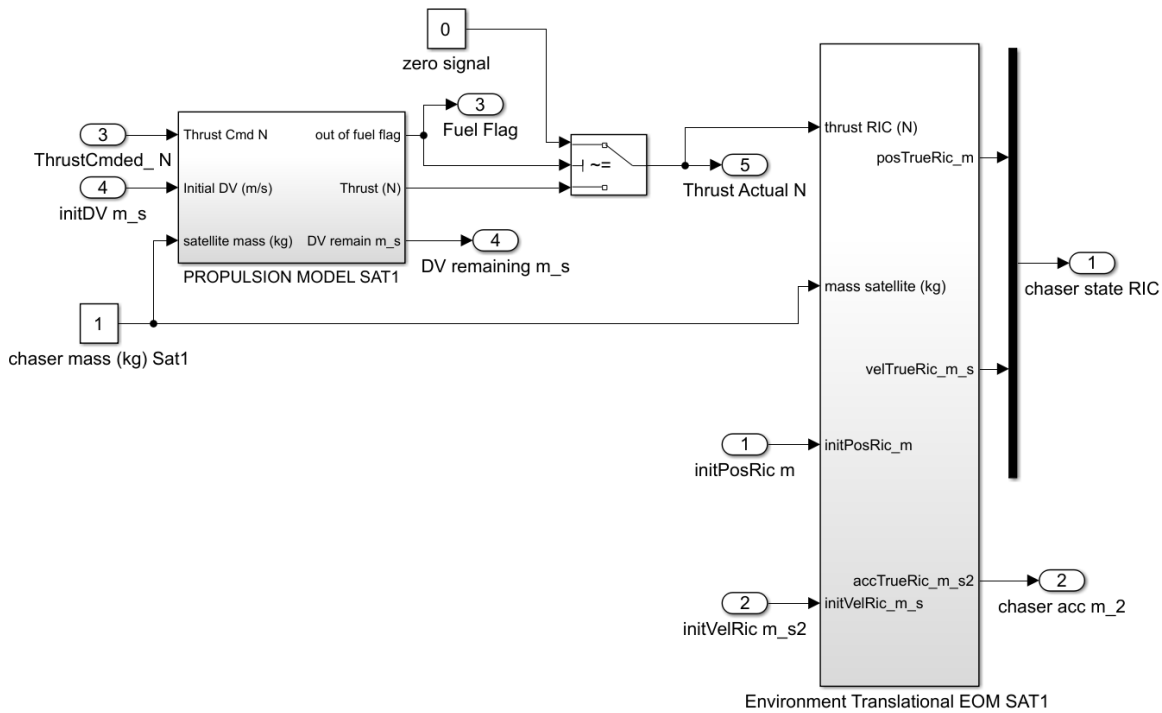 0
zero signal
3
Fuel Flag
3
ThrustCmded_ N
4
initDV m_s
Thrust Cmd N
out of fuel flag
Initial DV (m/s)
Thrust (N)
satellite mass (kg)
DV remain m_s
PROPULSION MODEL SAT1
4
DV remaining m_s
1
chaser mass (kg) Sat1
~=
5
Thrust Actual N
thrust RIC (N)
posTrueRic_m
mass satellite (kg)
velTrueRic_m_s
initPosRic_m
accTrueRic_m_s2
initVelRic_m_s
1
initPosRic m
2
initVelRic m_s2
1
chaser state RIC
2
chaser acc m_2
Environment Translational EOM SAT1